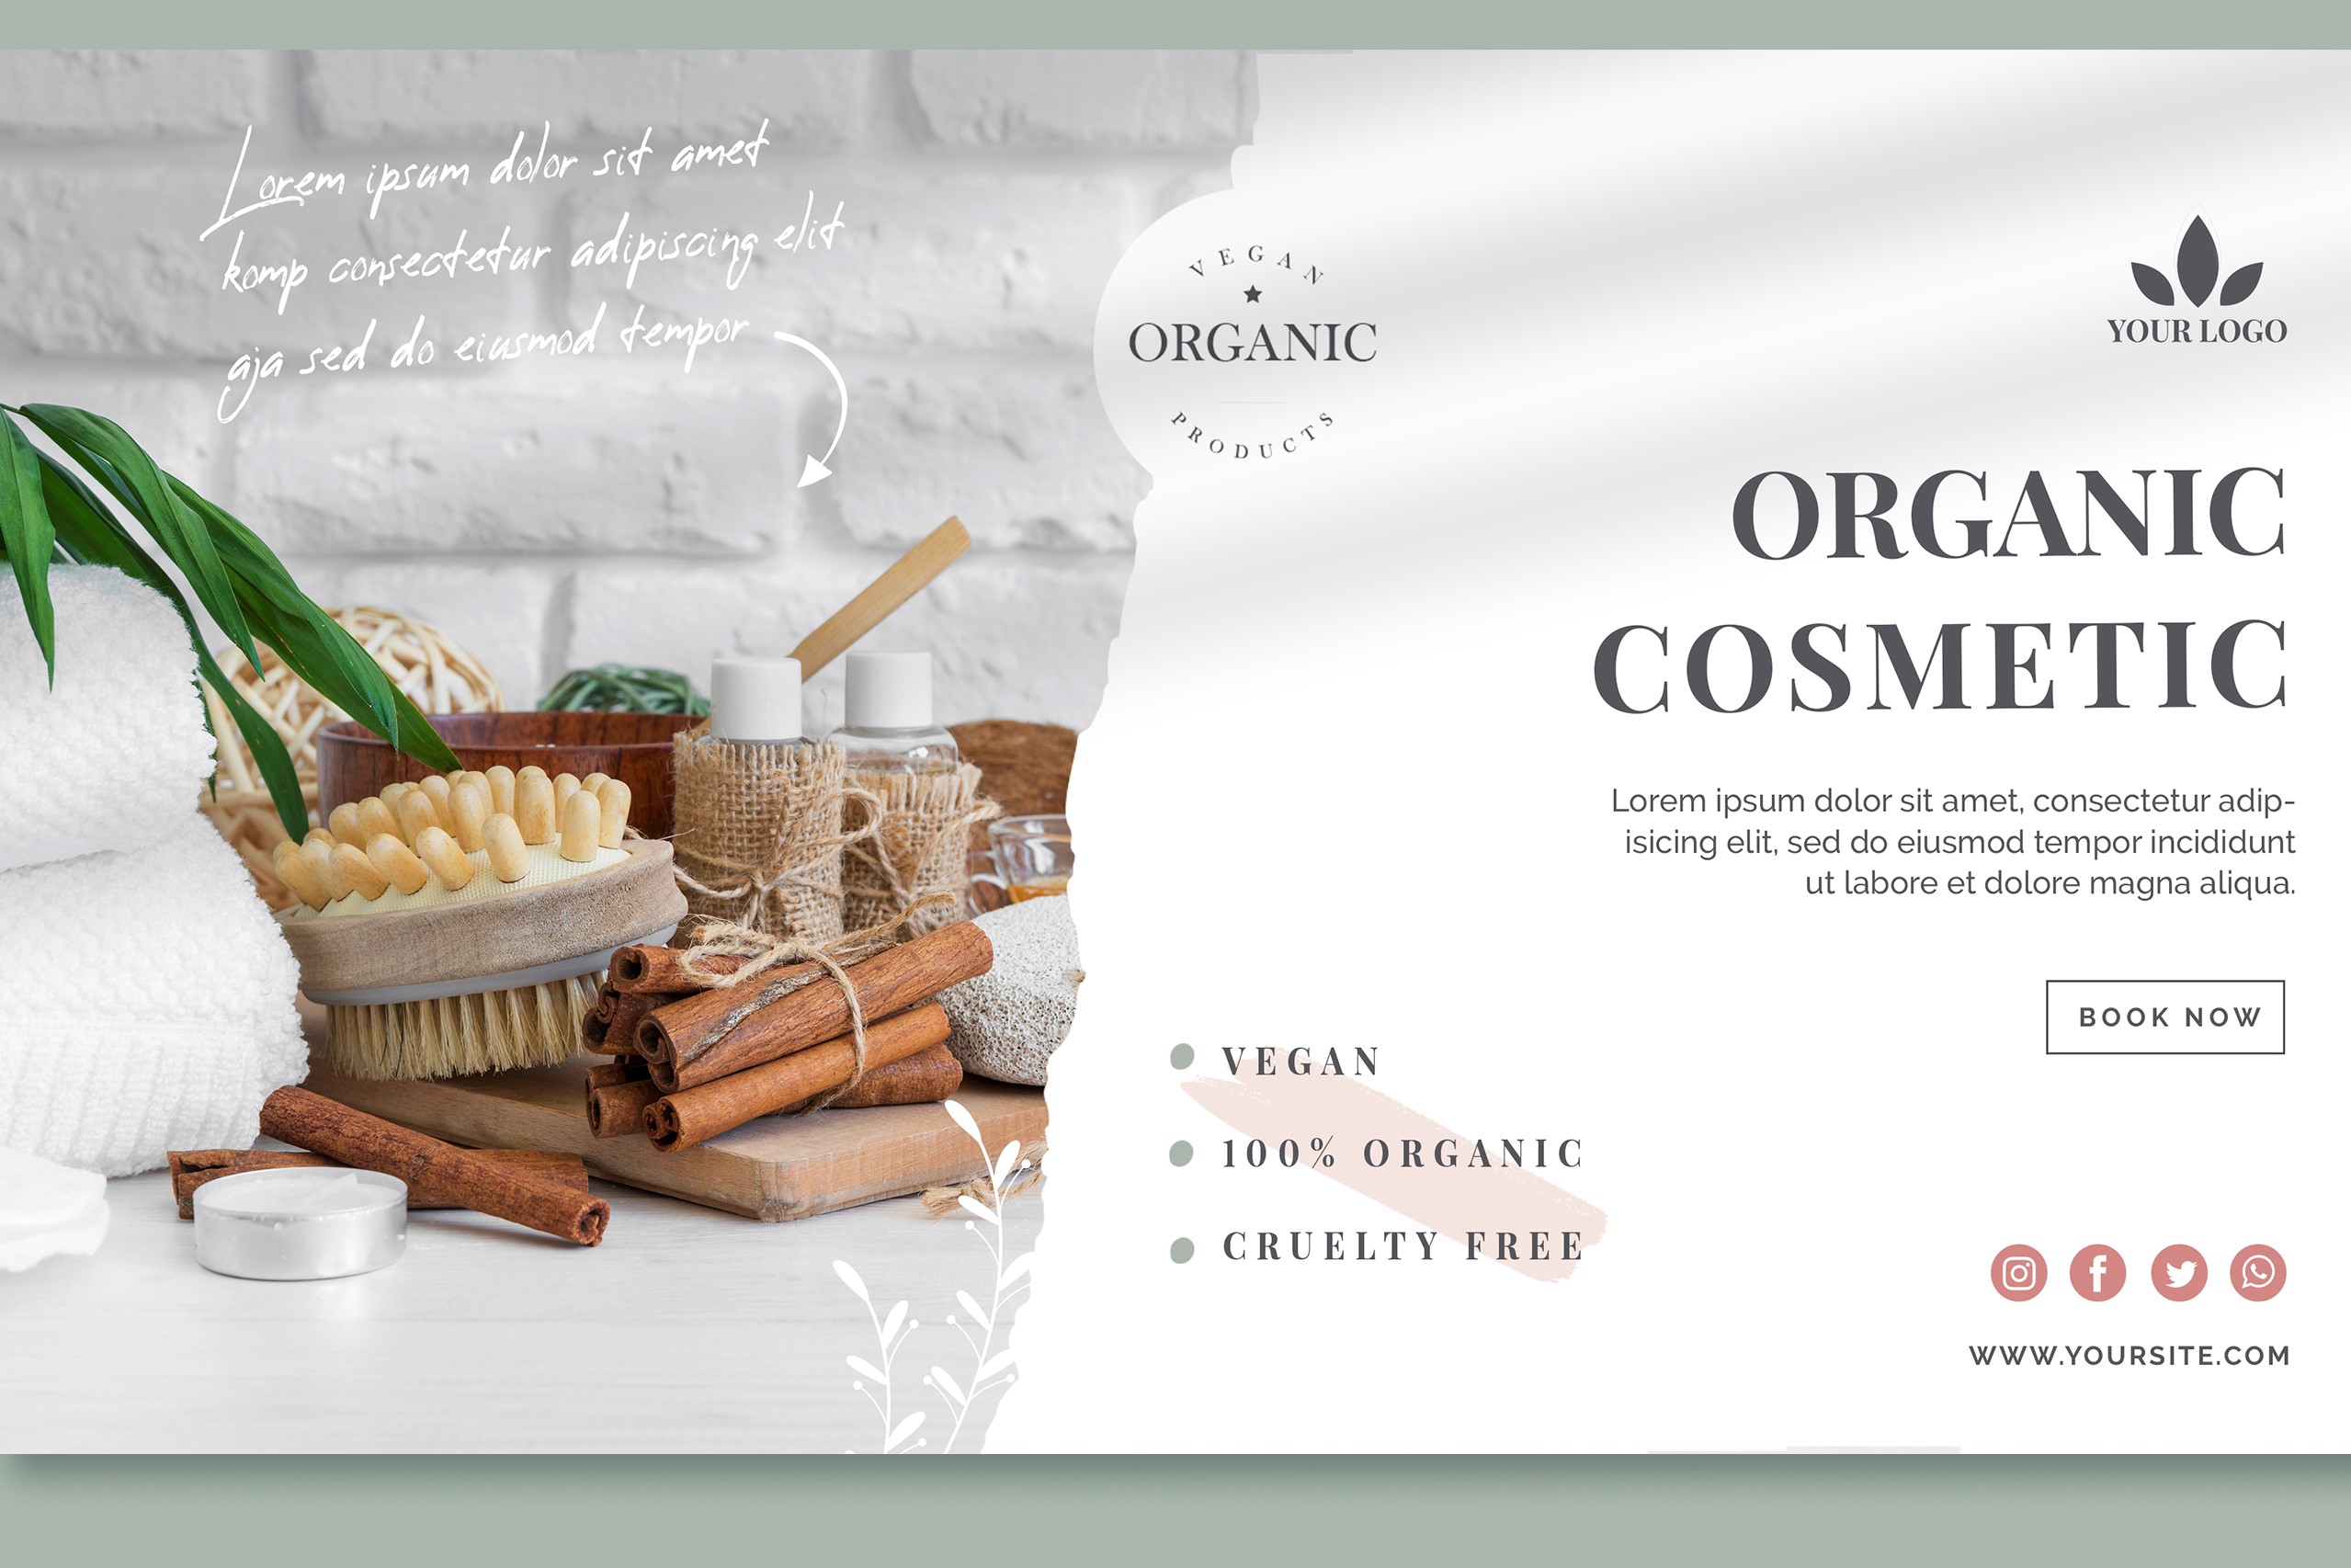 Lorem ipsum dolor sit amet
komp consectetur adipiscing elit
aja sed do eiusmod tempor
VEGAN
ORGANIC
PRODUCTS
YOUR LOGO
ORGANIC
COSMETIC
Lorem ipsum dolor sit amet, consectetur adip-
isicing elit, sed do eiusmod tempor incididunt
ut labore et dolore magna aliqua.
BOOK NOW
VEGAN
100% ORGANIC
CRUELTY FREE
WWW.YOURSITE.COM